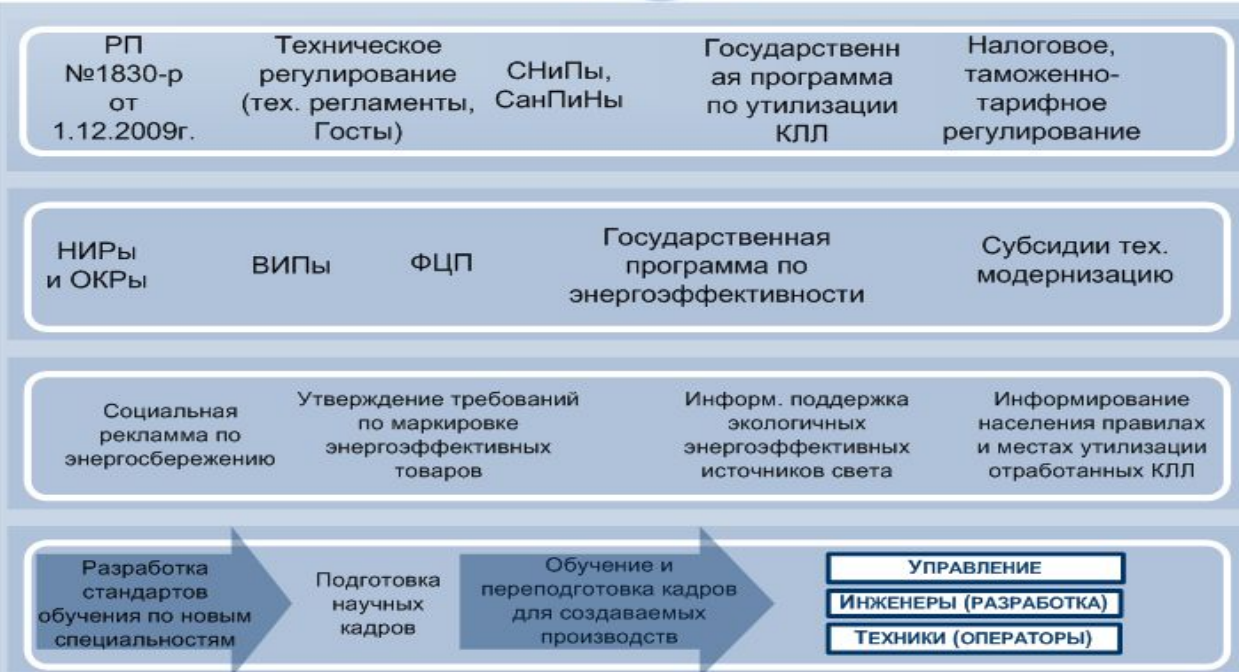 РП
№1830-р
от
1.12.2009г.
Техническое
регулирование
(тех. регламенты,
Госты)
СНиПы,
СанПиНы
Государственн
ая программа
по утилизации
КЛЛ
Налоговое,
таможенно-
тарифное
регулирование
НИРы
и ОКРы
ВИПы
ФЦП
Государственная
программа по
энергоэффективности
Субсидии тех.
модернизацию
Социальная
рекламма по
энергосбережению
Утверждение требований
по маркировке
энергоэффективных
товаров
Информ. поддержка
экологичных
энергоэффективных
источников света
Информирование
населения правилах
и местах утилизации
отработанных КЛЛ
Разработка
стандартов
обучения по новым
специальностям
Подготовка
научных
кадров
Обучение и
переподготовка кадров
для создаваемых
производств
УПРАВЛЕНИЕ
ИНЖЕНЕРЫ (РАЗРАБОТКА)
ТЕХНИКИ (ОПЕРАТОРЫ)